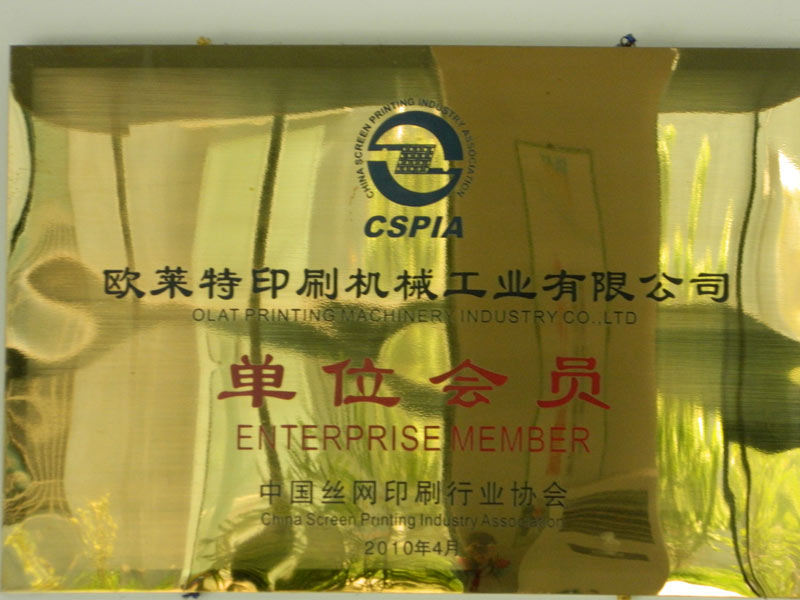 CHINA SCREEN PRINTING INDUSTRY ASSOCIATION
CSPIA
欧莱特印刷机械工业有限公司
OLAT PRINTING MACHINERY INDUSTRY CO.,LTD
单位会员
ENTERPRISE MEMBER
中国丝网印刷行业协会
China Screen Printing Industry Association
2010年4月